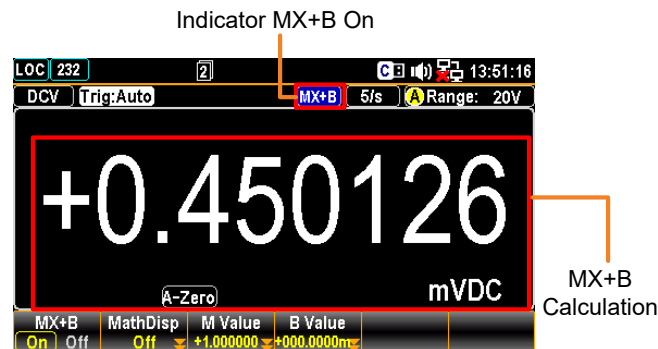 Indicator MX+B On
LOC 232 2 C 13:51:16
DCV Trig:Auto MX+B 5/s A Range: 20V
+0.450126
A-Zero mVDC
MX+B
Calculation
MX+B MathDisp M Value B Value
On Off Off +1.000000 +000.0000m